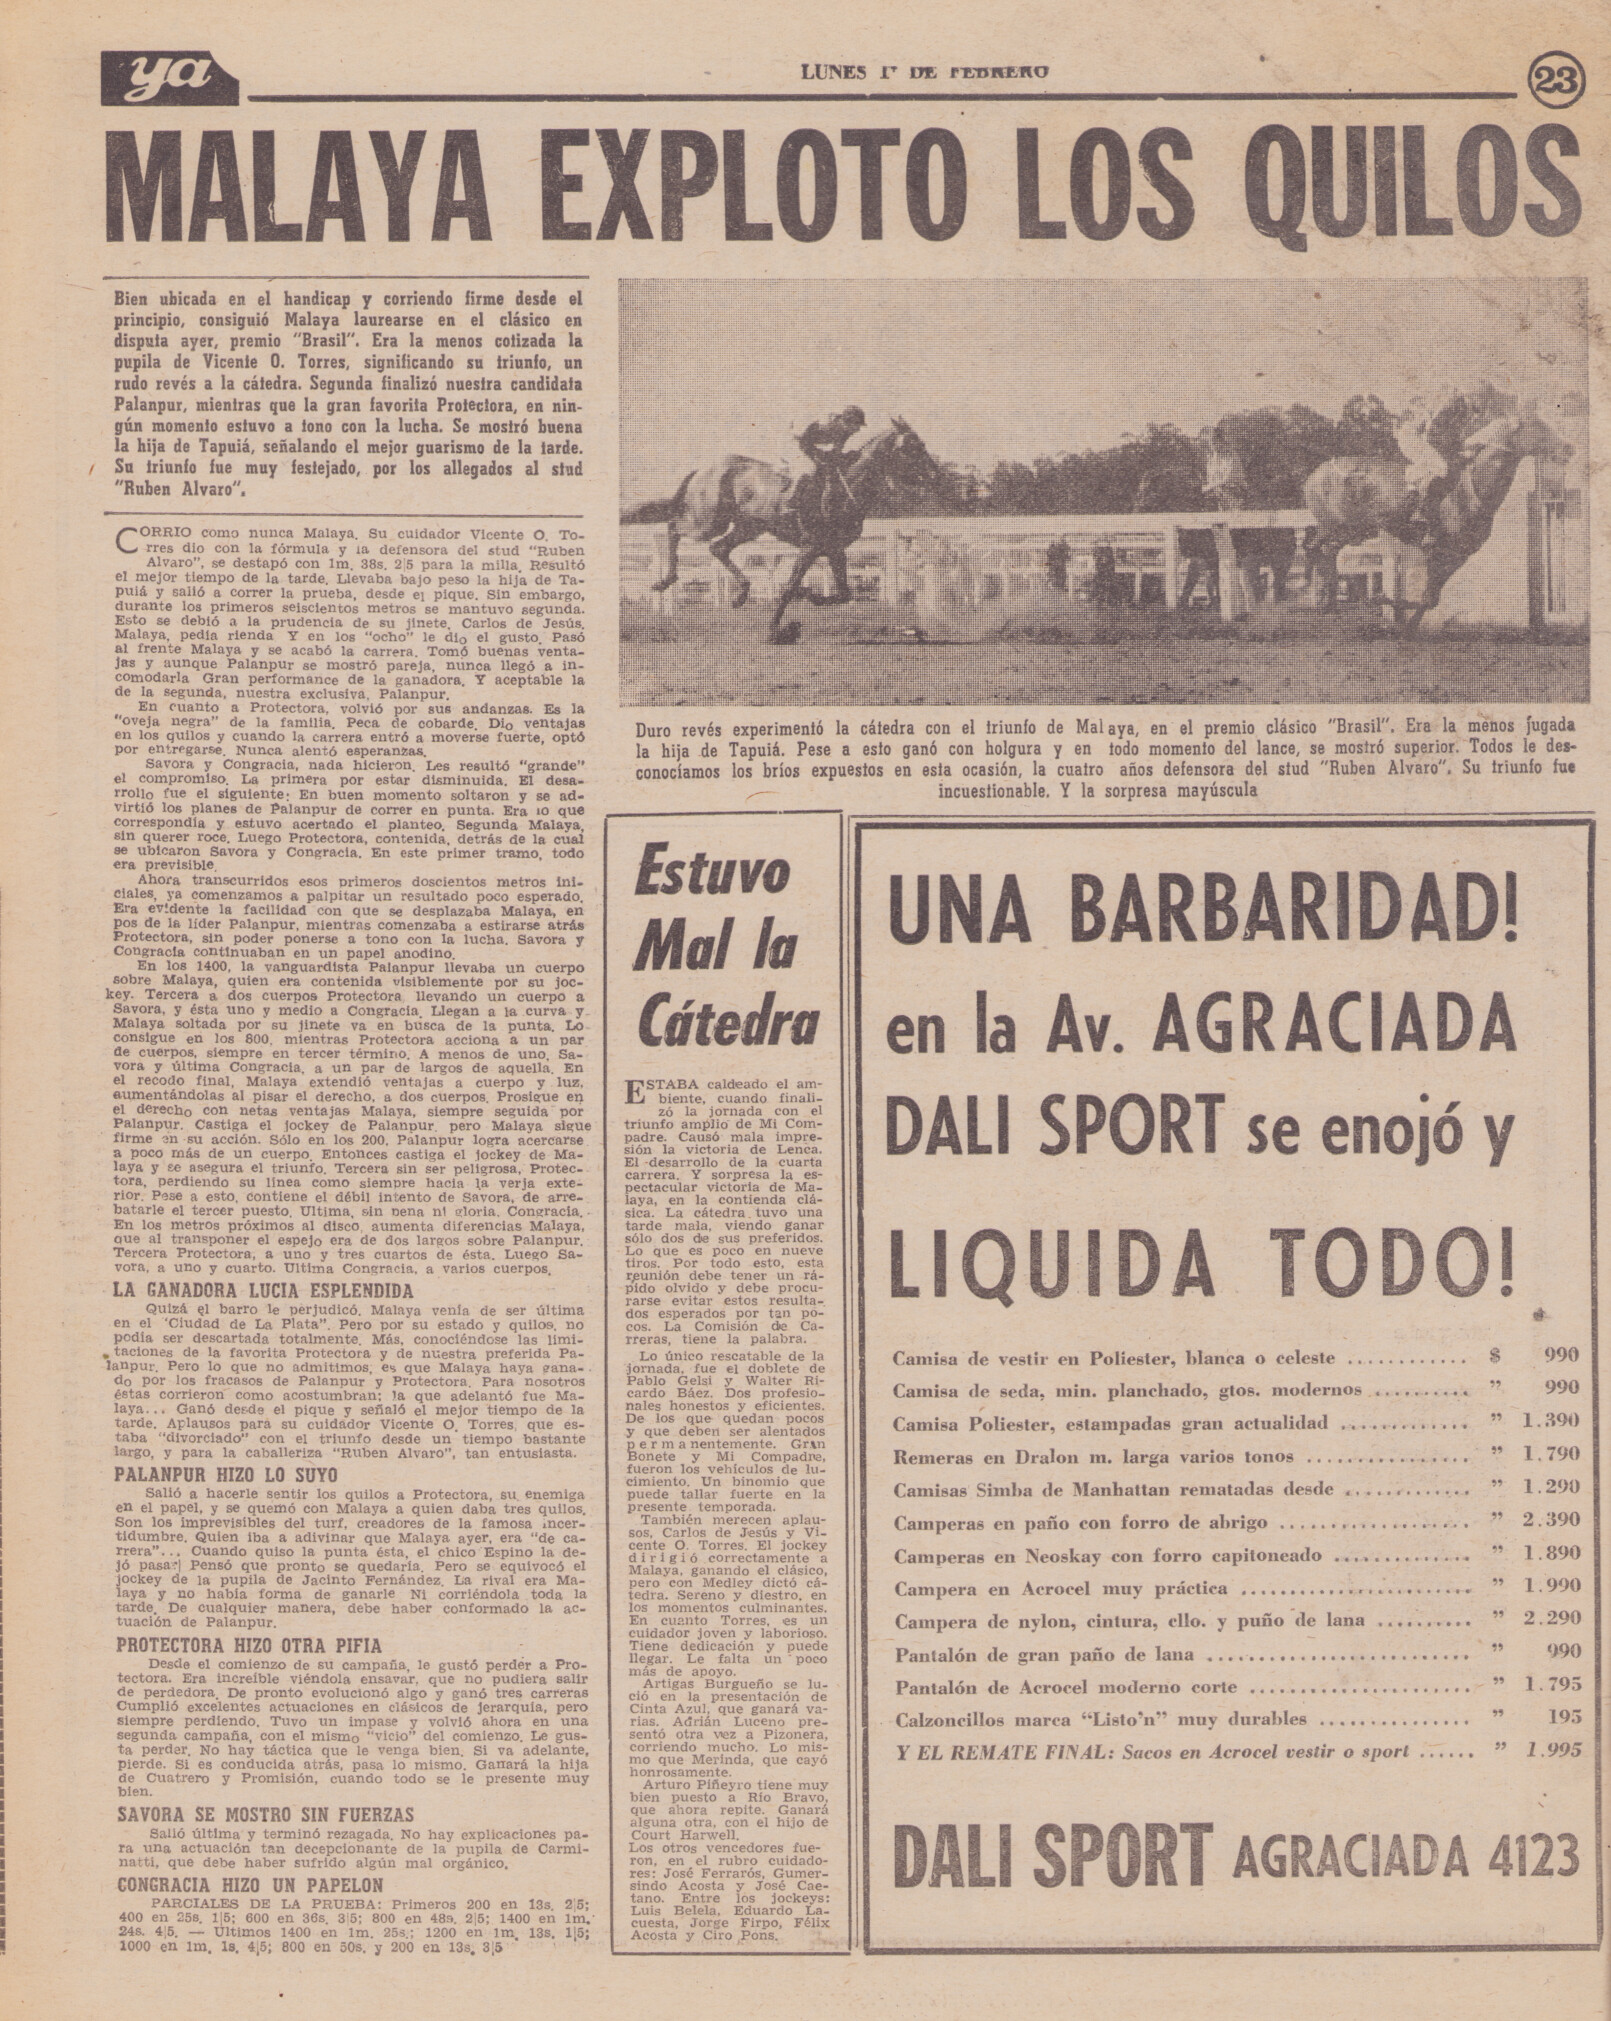 ya
LUNES 1º DE FEBRERO
23
MALAYA EXPLOTO LOS QUILOS
Bien ubicada en el handicap y corriendo firme desde el
principio, consiguió Malaya laurearse en el clásico en
disputa ayer, premio "Brasil". Era la menos cotizada la
pupila de Vicente O. Torres, significando su triunfo, un
rudo revés a la cátedra. Segunda finalizó nuestra candidata
Palanpur, mientras que la gran favorita Protectora, en nin-
gún momento estuvo a tono con la lucha. Se mostró buena
la hija de Tapuiá, señalando el mejor guarismo de la tarde.
Su triunfo fue muy festejado, por los allegados al stud
"Ruben Alvaro".
CORRIO como nunca Malaya. Su cuidador Vicente O. To-
rres dio con la fórmula y la defensora del stud "Ruben
Alvaro", se destapó con 1m. 38s. 2|5 para la milla. Resultó
el mejor tiempo de la tarde. Llevaba bajo peso la hija de Ta-
puiá y salió a correr la prueba, desde el pique. Sin embargo,
durante los primeros seiscientos metros se mantuvo segunda.
Esto se debió a la prudencia de su jinete, Carlos de Jesús.
Malaya, pedía rienda Y en los "ocho" le dio el gusto. Pasó
al frente Malaya y se acabó la carrera. Tomó buenas venta-
jas y aunque Palanpur se mostró pareja, nunca llegó a in-
comodarla Gran performance de la ganadora. Y aceptable la
de la segunda, nuestra exclusiva, Palanpur.
En cuanto a Protectora, volvió por sus andanzas. Es la
"oveja negra" de la familia. Peca de cobarde. Dio ventajas
en los quilos y cuando la carrera entró a moverse fuerte, optó
por entregarse. Nunca alentó esperanzas.
Savora y Congracia, nada hicieron. Les resultó "grande"
el compromiso. La primera por estar disminuida. El desa-
rrollo fue el siguiente: En buen momento soltaron y se ad-
virtió los planes de Palanpur de correr en punta. Era lo que
correspondía y estuvo acertado el planteo. Segunda Malaya,
sin querer roce. Luego Protectora, contenida, detrás de la cual
se ubicaron Savora y Congracia. En este primer tramo, todo
era previsible.
Ahora transcurridos esos primeros doscientos metros ini-
ciales, ya comenzamos a palpitar un resultado poco esperado.
Era evidente la facilidad con que se desplazaba Malaya, en
pos de la líder Palanpur, mientras comenzaba a estirarse atrás
Protectora, sin poder ponerse a tono con la lucha. Savora y
Congracia continuaban en un papel anodino.
En los 1400, la vanguardista Palanpur llevaba un cuerpo
sobre Malaya, quien era contenida visiblemente por su joc-
key. Tercera a dos cuerpos Protectora, llevando un cuerpo a
Savora, y ésta uno y medio a Congracia. Llegan a la curva y
Malaya soltada por su jinete va en busca de la punta. Lo
consigue en los 800, mientras Protectora acciona a un par
de cuerpos, siempre en tercer término. A menos de uno, Sa-
vora y última Congracia, a un par de largos de aquella. En
el recodo final, Malaya extendió ventajas a cuerpo y luz,
aumentándolas al pisar el derecho, a dos cuerpos. Prosigue en
el derecho con netas ventajas Malaya, siempre seguida por
Palanpur. Castiga el jockey de Palanpur, pero Malaya sigue
firme en su acción. Sólo en los 200, Palanpur logra acercarse
a poco más de un cuerpo. Entonces castiga el jockey de Ma-
laya y se asegura el triunfo. Tercera sin ser peligrosa, Protec-
tora, perdiendo su línea como siempre hacia la verja exte-
rior. Pese a esto, contiene el débil intento de Savora, de arre-
batarle el tercer puesto. Ultima, sin pena ni gloria, Congracia.
En los metros próximos al disco, aumenta diferencias Malaya,
que al transponer el espejo era de dos largos sobre Palanpur.
Tercera Protectora, a uno y tres cuartos de ésta. Luego Sa-
vora, a uno y cuarto. Ultima Congracia, a varios cuerpos.
LA GANADORA LUCIA ESPLENDIDA
Quizá el barro le perjudicó. Malaya venía de ser última
en el 'Ciudad de La Plata". Pero por su estado y quilos, no
podía ser descartada totalmente. Más, conociéndose las limi-
taciones de la favorita Protectora y de nuestra preferida Pa-
lanpur. Pero lo que no admitimos, es que Malaya haya gana-
do por los fracasos de Palanpur y Protectora. Para nosotros
éstas corrieron como acostumbran; la que adelantó fue Ma-
laya... Ganó desde el pique y señaló el mejor tiempo de la
tarde. Aplausos para su cuidador Vicente O. Torres, que es-
taba "divorciado" con el triunfo desde un tiempo bastante
largo, y para la caballeriza "Ruben Alvaro", tan entusiasta.
PALANPUR HIZO LO SUYO
Salió a hacerle sentir los quilos a Protectora, su enemiga
en el papel, y se quemó con Malaya a quien daba tres quilos.
Son los imprevisibles del turf, creadores de la famosa incer-
tidumbre. Quien iba a adivinar que Malaya ayer, era "de ca-
rrera"... Cuando quiso la punta ésta, el chico Espino la de-
jó pasar| Pensó que pronto se quedaría. Pero se equivocó el
jockey de la pupila de Jacinto Fernández. La rival era Ma-
laya y no había forma de ganarle Ni corriéndola toda la
tarde. De cualquier manera, debe haber conformado la ac-
tuación de Palanpur.
PROTECTORA HIZO OTRA PIFIA
Desde el comienzo de su campaña, le gustó perder a Pro-
tectora. Era increíble viéndola ensayar, que no pudiera salir
de perdedora. De pronto evolucionó algo y ganó tres carreras
Cumplió excelentes actuaciones en clásicos de jerarquía, pero
siempre perdiendo. Tuvo un impase y volvió ahora en una
segunda campaña, con el mismo "vicio" del comienzo. Le gus-
ta perder. No hay táctica que le venga bien. Si va adelante,
pierde. Si es conducida atrás, pasa lo mismo. Ganará la hija
de Cuatrero y Promisión, cuando todo se le presente muy
bien.
SAVORA SE MOSTRO SIN FUERZAS
Salió última y terminó rezagada. No hay explicaciones pa-
ra una actuación tan decepcionante de la pupila de Carmi-
natti, que debe haber sufrido algún mal orgánico.
CONGRACIA HIZO UN PAPELON
PARCIALES DE LA PRUEBA: Primeros 200 en 13s. 2|5;
400 en 25s. 1|5; 600 en 36s. 3|5; 800 en 48s. 2|5; 1400 en 1m.
24s. 4|5. — Ultimos 1400 en 1m. 25s.; 1200 en 1m. 13s. 1|5;
1000 en 1m. 1s. 4|5; 800 en 50s. y 200 en 13s. 3|5
Duro revés experimentó la cátedra con el triunfo de Malaya, en el premio clásico "Brasil". Era la menos jugada
la hija de Tapuiá. Pese a esto ganó con holgura y en todo momento del lance, se mostró superior. Todos le des-
conocíamos los bríos expuestos en esta ocasión, la cuatro años defensora del stud "Ruben Alvaro". Su triunfo fue
incuestionable. Y la sorpresa mayúscula
Estuvo
Mal la
Cátedra
ESTABA caldeado el am-
biente, cuando finali-
zó la jornada con el
triunfo amplio de Mi Com-
padre. Causó mala impre-
sión la victoria de Lenca.
El desarrollo de la cuarta
carrera. Y sorpresa la es-
pectacular victoria de Ma-
laya, en la contienda clá-
sica. La cátedra tuvo una
tarde mala, viendo ganar
sólo dos de sus preferidos.
Lo que es poco en nueve
tiros. Por todo esto, esta
reunión debe tener un rá-
pido olvido y debe procu-
rarse evitar estos resulta-
dos esperados por tan po-
cos. La Comisión de Ca-
rreras, tiene la palabra.
Lo único rescatable de la
jornada, fue el doblete de
Pablo Gelsi y Walter Ri-
cardo Báez. Dos profesio-
nales honestos y eficientes.
De los que quedan pocos
y que deben ser alentados
permanentemente. Gran
Bonete y Mi Compadre,
fueron los vehículos de lu-
cimiento. Un binomio que
puede tallar fuerte en la
presente temporada.
También merecen aplau-
sos, Carlos de Jesús y Vi-
cente O. Torres. El jockey
dirigió correctamente a
Malaya, ganando el clásico,
pero con Medley dictó cá-
tedra. Sereno y diestro, en
los momentos culminantes.
En cuanto Torres, es un
cuidador joven y laborioso.
Tiene dedicación y puede
llegar. Le falta un poco
más de apoyo.
Artigas Burgueño se lu-
ció en la presentación de
Cinta Azul, que ganará va-
rias. Adrián Luceno pre-
sentó otra vez a Pizonera,
corriendo mucho. Lo mis-
mo que Merinda, que cayó
honrosamente.
Arturo Piñeyro tiene muy
bien puesto a Río Bravo,
que ahora repite. Ganará
alguna otra, con el hijo de
Court Harwell.
Los otros vencedores fue-
ron, en el rubro cuidado-
res: José Ferrarós, Gumer-
sindo Acosta y José Cae-
tano. Entre los jockeys:
Luis Belela, Eduardo La-
cuesta, Jorge Firpo, Félix
Acosta y Ciro Pons.
UNA BARBARIDAD!
en la Av. AGRACIADA
DALI SPORT se enojó y
LIQUIDA TODO!
Camisa de vestir en Poliester, blanca o celeste ............ $ 990
Camisa de seda, min. planchado, gtos. modernos .......... " 990
Camisa Poliester, estampadas gran actualidad ............. " 1.390
Remeras en Dralon m. larga varios tonos ................ " 1.790
Camisas Simba de Manhattan rematadas desde ............. " 1.290
Camperas en paño con forro de abrigo ................... " 2.390
Camperas en Neoskay con forro capitoneado .............. " 1.890
Campera en Acrocel muy práctica ....................... " 1.990
Campera de nylon, cintura, cllo. y puño de lana .......... " 2.290
Pantalón de gran paño de lana .......................... " 990
Pantalón de Acrocel moderno corte ...................... " 1.795
Calzoncillos marca "Listo'n" muy durables ............... " 195
Y EL REMATE FINAL: Sacos en Acrocel vestir o sport ...... " 1.995
DALI SPORT AGRACIADA 4123